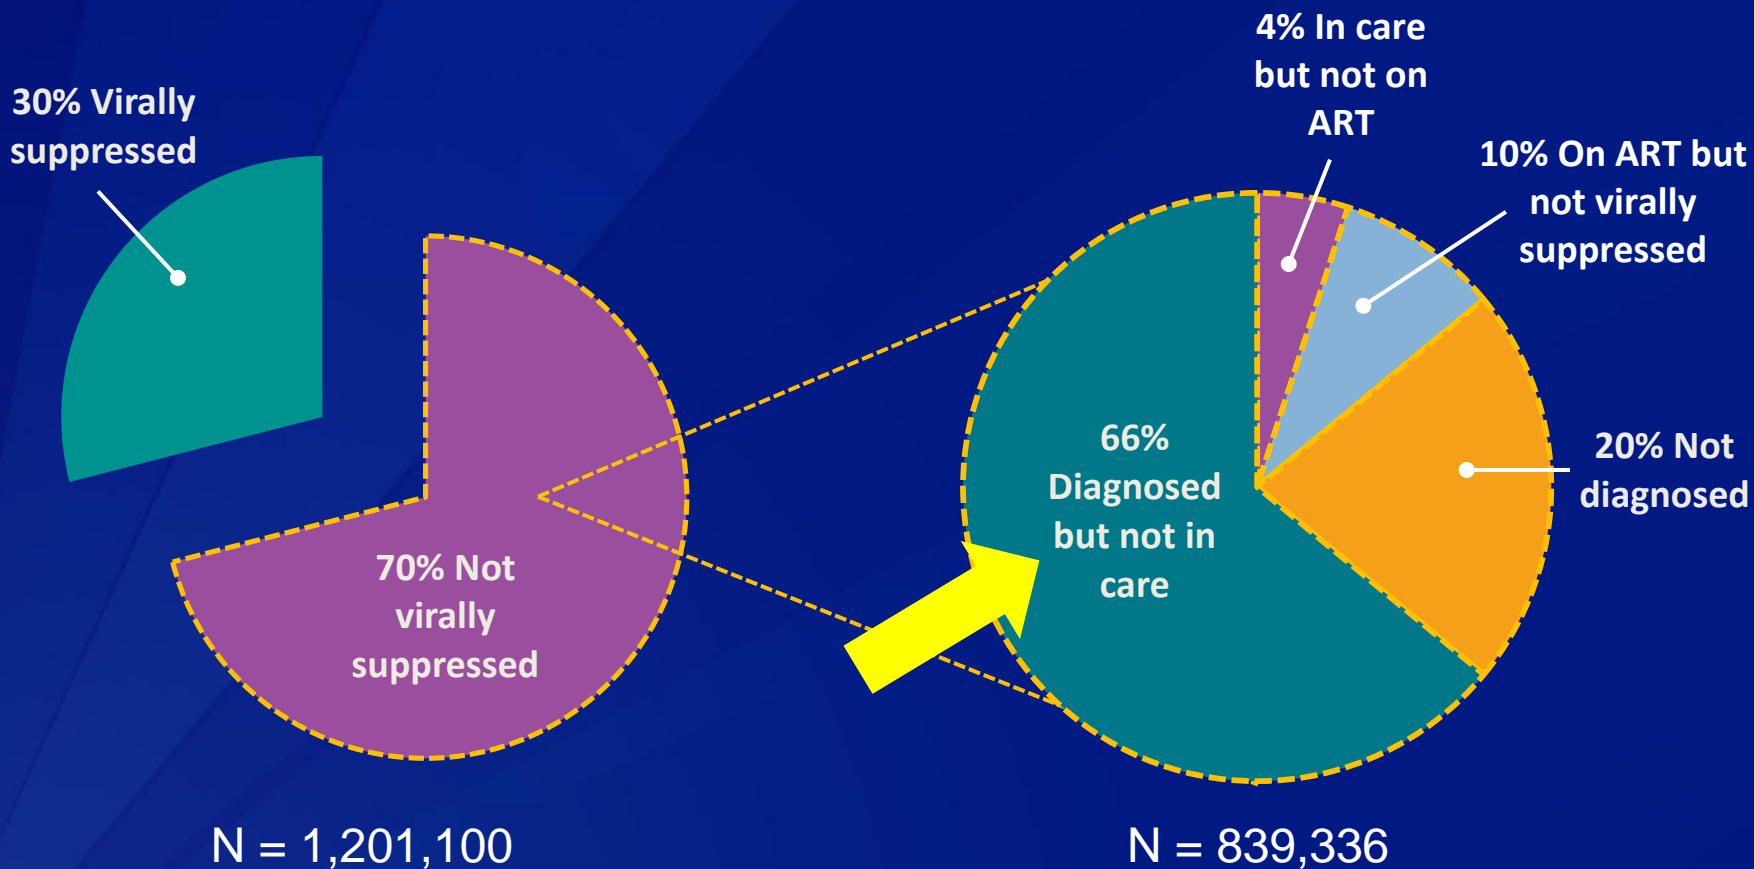 30% Virally
suppressed
70% Not
virally
suppressed
N = 1,201,100
4% In care
but not on
ART
10% On ART but
not virally
suppressed
20% Not
diagnosed
66%
Diagnosed
but not in
care
N = 839,336